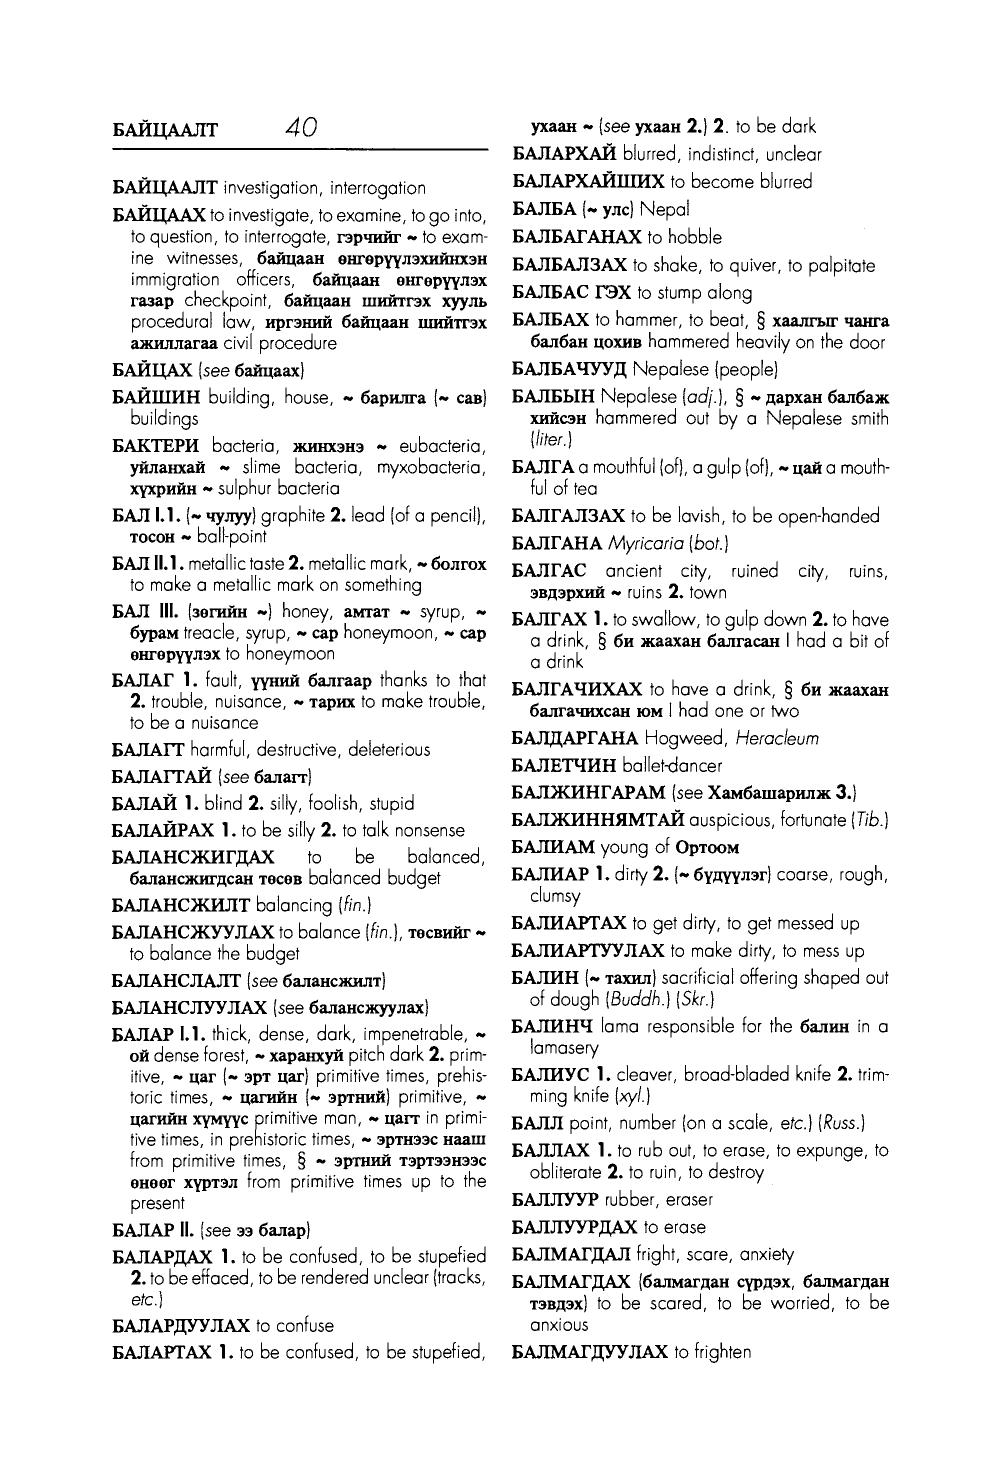 БАЙЦААЛТ 40
БАЙЦААЛТ investigation, interrogation
БАЙЦААХ to investigate, to examine, to go into,
to question, to interrogate, гэрчийг ~ to exam-
ine witnesses, байцаан өнгөрүүлэхийнхэн
immigration officers, байцаан өнгөрүүлэх
газар checkpoint, байцаан шийтгэх хууль
procedural law, иргэний байцаан шийтгэх
ажиллагаа civil procedure
БАЙЦАХ (see байцаах)
БАЙШИН building, house, ~ барилга (~ сав)
buildings
БАКТЕРИ bacteria, жинхэнэ ~ eubacteria,
уйланхай ~ slime bacteria, myxobacteria,
хүхрийн ~ sulphur bacteria
БАЛ I.1. (~ чулуу) graphite 2. lead (of a pencil),
тосон ~ ball-point
БАЛ II.1. metallic taste 2. metallic mark, ~ болгох
to make a metallic mark on something
БАЛ III. (зөгийн ~) honey, амтат ~ syrup, ~
бурам treacle, syrup, ~ сар honeymoon, ~ сар
өнгөрүүлэх to honeymoon
БАЛАГ 1. fault, үүний балгаар thanks to that
2. trouble, nuisance, ~ тарих to make trouble,
to be a nuisance
БАЛАГТ harmful, destructive, deleterious
БАЛАГТАЙ (see балагт)
БАЛАЙ 1. blind 2. silly, foolish, stupid
БАЛАЙРАХ 1. to be silly 2. to talk nonsense
БАЛАНСЖИГДАХ to be balanced,
балансжигдсан төсөв balanced budget
БАЛАНСЖИЛТ balancing (fin.)
БАЛАНСЖУУЛАХ to balance (fin.), төсвийг ~
to balance the budget
БАЛАНСЛАЛТ (see балансжилт)
БАЛАНСЛУУЛАХ (see балансжуулах)
БАЛАР I.1. thick, dense, dark, impenetrable, ~
ой dense forest, ~ харанхуй pitch dark 2. prim-
itive, ~ цаг (~ эрт цаг) primitive times, prehis-
toric times, ~ цагийн (~ эртний) primitive, ~
цагийн хүмүүс primitive man, ~ цагт in primi-
tive times, in prehistoric times, ~ эртнээс нааш
from primitive times, § ~ эртний тэртээнээс
өнөөг хүртэл from primitive times up to the
present
БАЛАР II. (see ээ балар)
БАЛАРДАХ 1. to be confused, to be stupefied
2. to be effaced, to be rendered unclear (tracks,
etc.)
БАЛАРДУУЛАХ to confuse
БАЛАРТАХ 1. to be confused, to be stupefied,
ухаан ~ (see ухаан 2.) 2. to be dark
БАЛАРХАЙ blurred, indistinct, unclear
БАЛАРХАЙШИХ to become blurred
БАЛБА (~ улс) Nepal
БАЛБАГАНАХ to hobble
БАЛБАЛЗАХ to shake, to quiver, to palpitate
БАЛБАС ГЭХ to stump along
БАЛБАХ to hammer, to beat, § хаалгыг чанга
балбан цохив hammered heavily on the door
БАЛБАЧУУД Nepalese (people)
БАЛБЫН Nepalese (adj.), § ~ дархан балбаж
хийсэн hammered out by a Nepalese smith
(liter.)
БАЛГА a mouthful (of), a gulp (of), ~ цай a mouth-
ful of tea
БАЛГАЛЗАХ to be lavish, to be open-handed
БАЛГАНА Myricaria (bot.)
БАЛГАС ancient city, ruined city, ruins,
эвдэрхий ~ ruins 2. town
БАЛГАХ 1. to swallow, to gulp down 2. to have
a drink, § би жаахан балгасан I had a bit of
a drink
БАЛГАЧИХАХ to have a drink, § би жаахан
балгачихсан юм I had one or two
БАЛДАРГАНА Hogweed, Heracleum
БАЛЕТЧИН ballet-dancer
БАЛЖИНГАРАМ (see Хамбашарилж 3.)
БАЛЖИННЯМТАЙ auspicious, fortunate (Tib.)
БАЛИАМ young of Ортоом
БАЛИАР 1. dirty 2. (~ бүдүүлэг) coarse, rough,
clumsy
БАЛИАРТАХ to get dirty, to get messed up
БАЛИАРТУУЛАХ to make dirty, to mess up
БАЛИН (~ тахил) sacrificial offering shaped out
of dough (Buddh.) (Skr.)
БАЛИНЧ lama responsible for the балин in a
lamasery
БАЛИУС 1. cleaver, broad-bladed knife 2. trim-
ming knife (xyl.)
БАЛЛ point, number (on a scale, etc.) (Russ.)
БАЛЛАХ 1. to rub out, to erase, to expunge, to
obliterate 2. to ruin, to destroy
БАЛЛУУР rubber, eraser
БАЛЛУУРДАХ to erase
БАЛМАГДАЛ fright, scare, anxiety
БАЛМАГДАХ (балмагдан сүрдэх, балмагдан
тэвдэх) to be scared, to be worried, to be
anxious
БАЛМАГДУУЛАХ to frighten